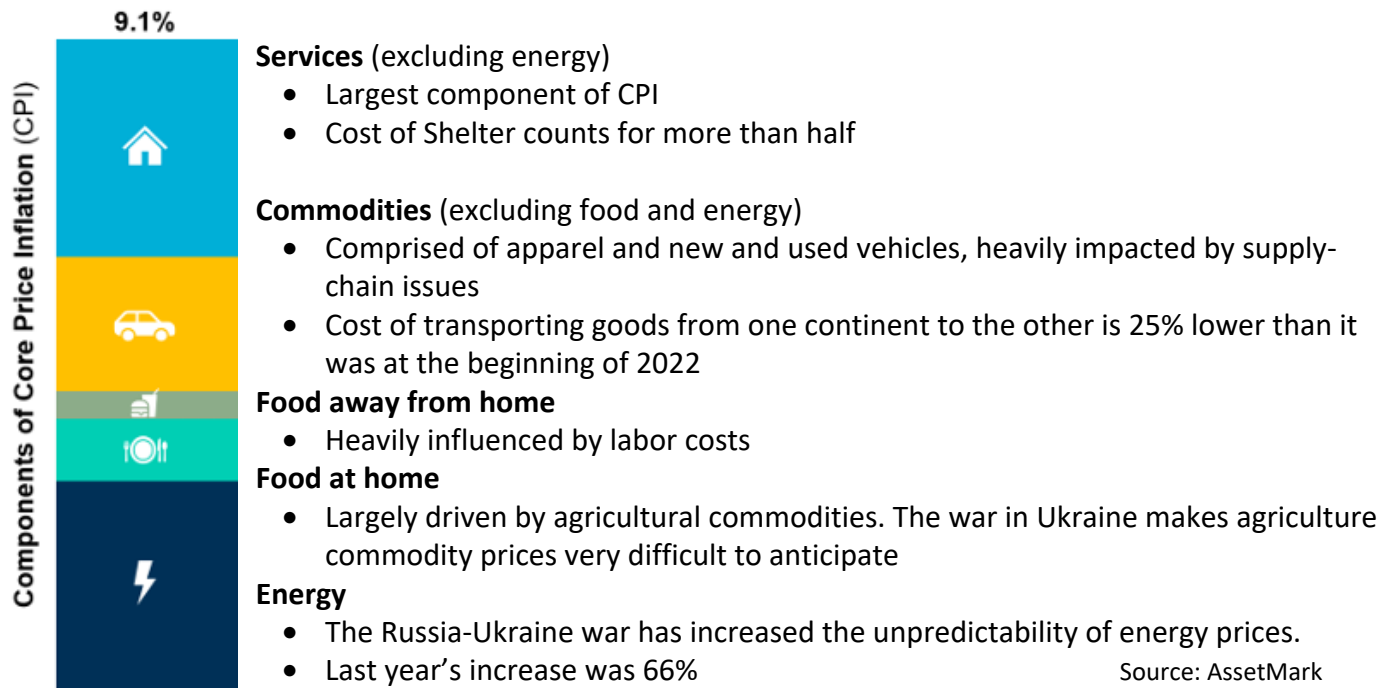 9.1%
Components of Core Price Inflation (CPI)
Services (excluding energy)
• Largest component of CPI
• Cost of Shelter counts for more than half
Commodities (excluding food and energy)
• Comprised of apparel and new and used vehicles, heavily impacted by supply-
chain issues
• Cost of transporting goods from one continent to the other is 25% lower than it
was at the beginning of 2022
Food away from home
• Heavily influenced by labor costs
Food at home
• Largely driven by agricultural commodities. The war in Ukraine makes agriculture
commodity prices very difficult to anticipate
Energy
• The Russia-Ukraine war has increased the unpredictability of energy prices.
• Last year’s increase was 66%
Source: AssetMark